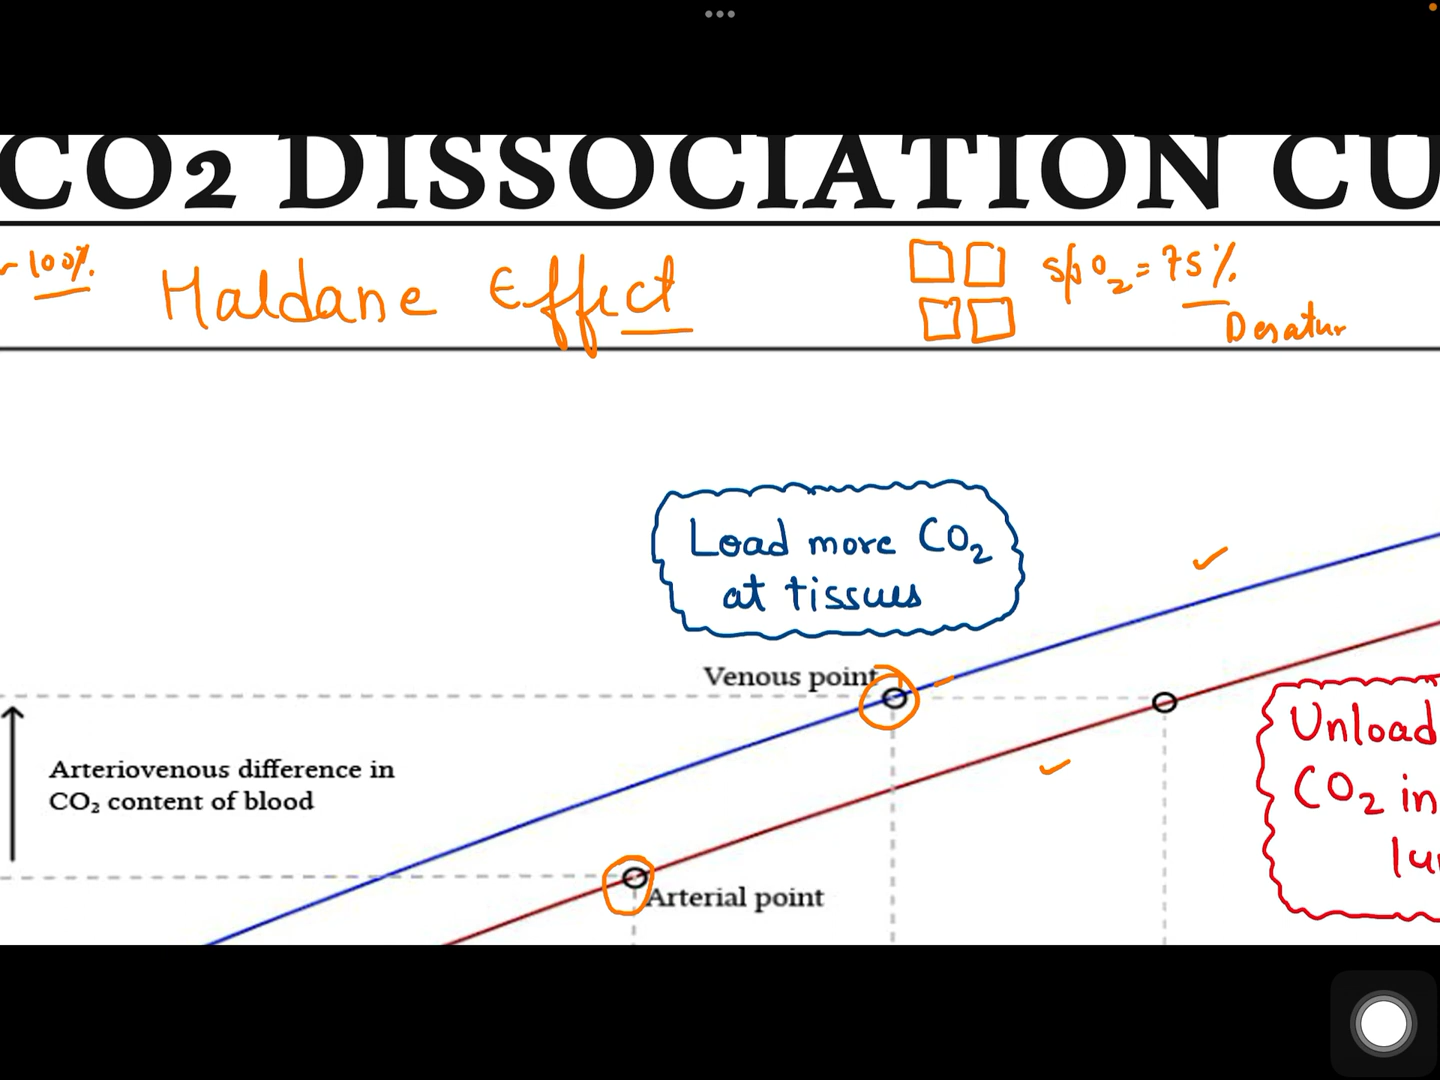 CO2 DISSOCIATION CU
~100%.
Haldane Effect
SpO₂ = 75%
Desatur
Load more CO₂
at tissues
Venous point
Unload
CO₂ in
lu
Arteriovenous difference in
CO₂ content of blood
Arterial point